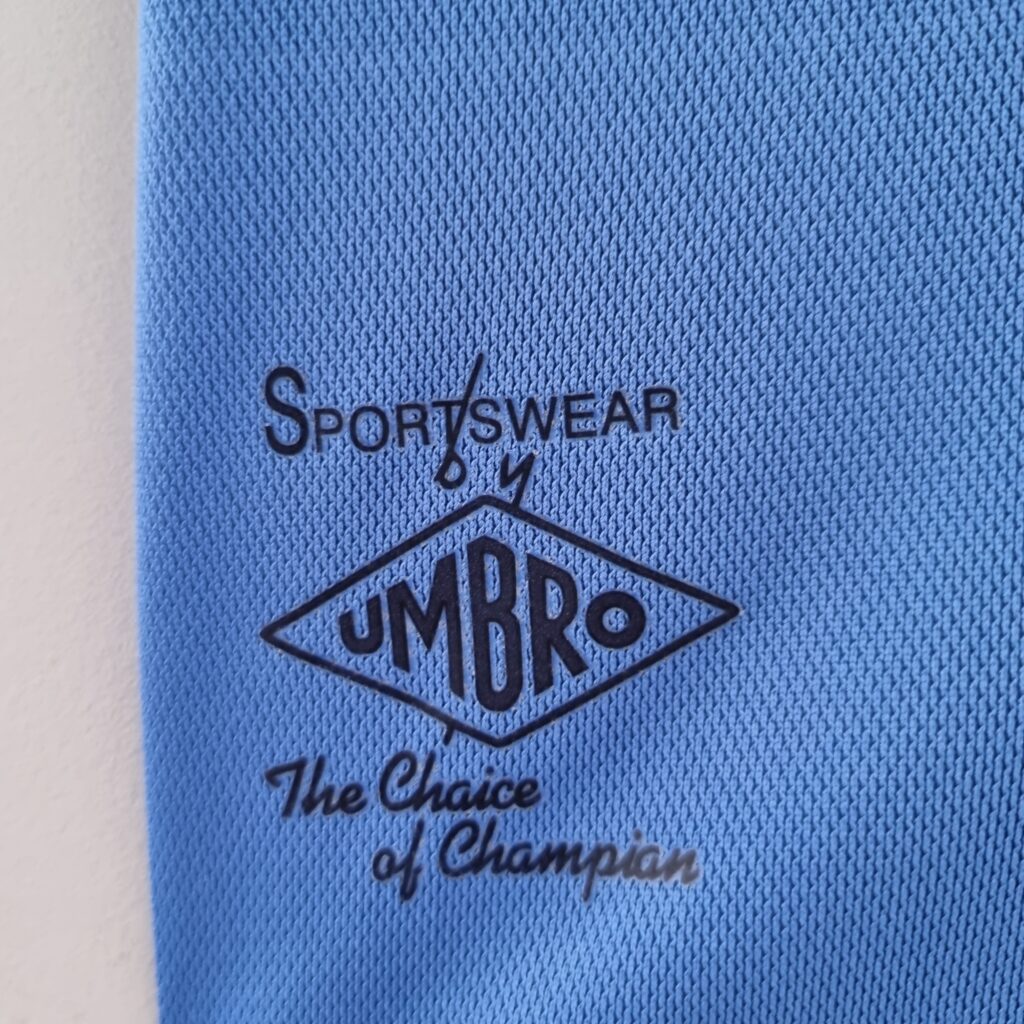 SPORTSWEAR
by
UMBRO
The Chaice
of Champian